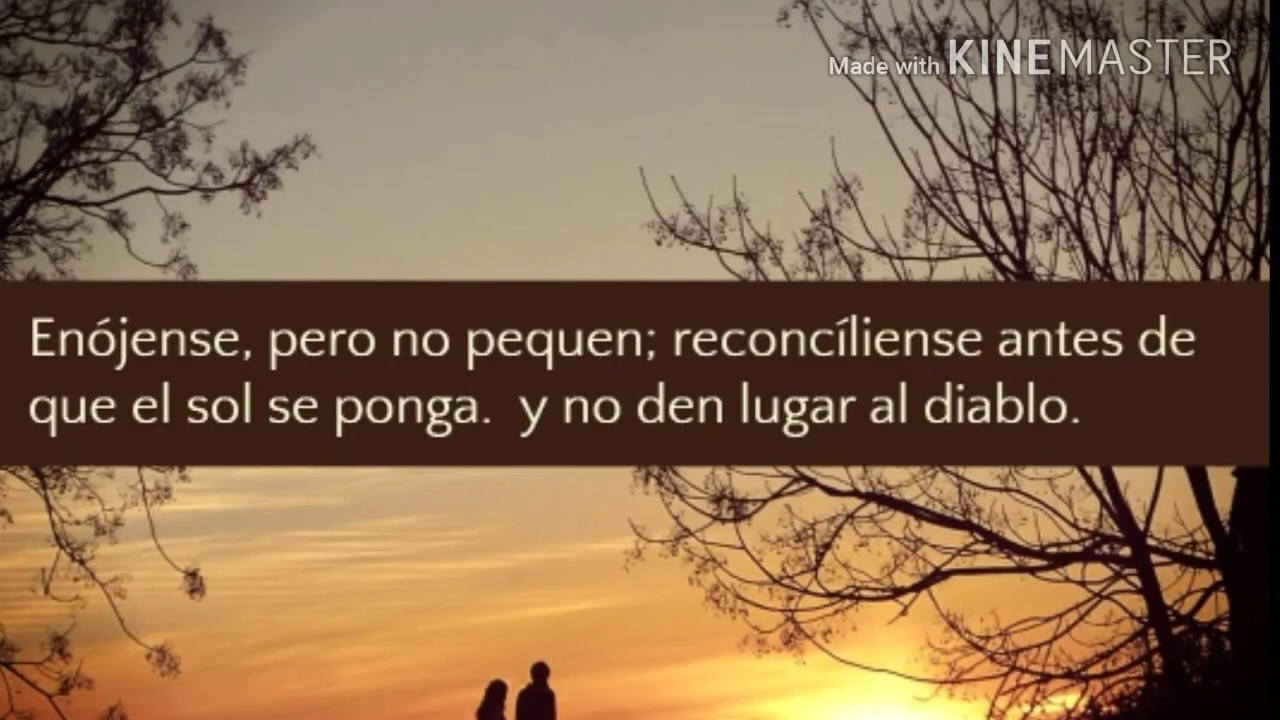 Made with KINEMASTER
Enójense, pero no pequen; reconcíliense antes de
que el sol se ponga.  y no den lugar al diablo.